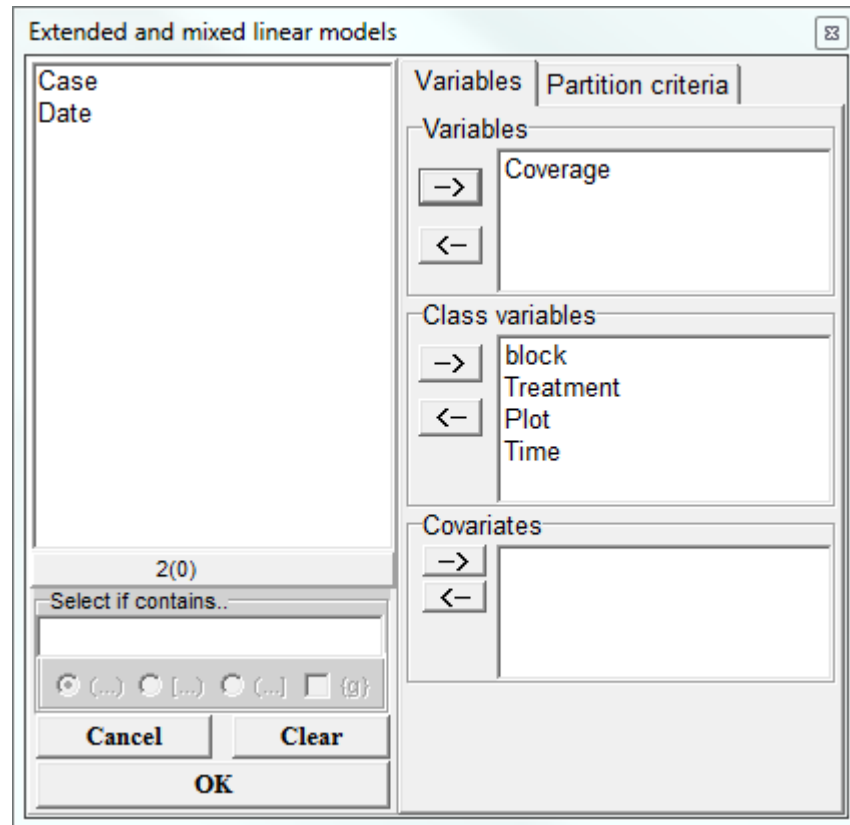 Extended and mixed linear models
Case
Date
2(0)
Select if contains..
(...) [...) (...] {g}
Cancel Clear
OK
Variables Partition criteria
Variables
–>
Coverage
<–
Class variables
–>
block
Treatment
<–
Plot
Time
Covariates
–>
<–